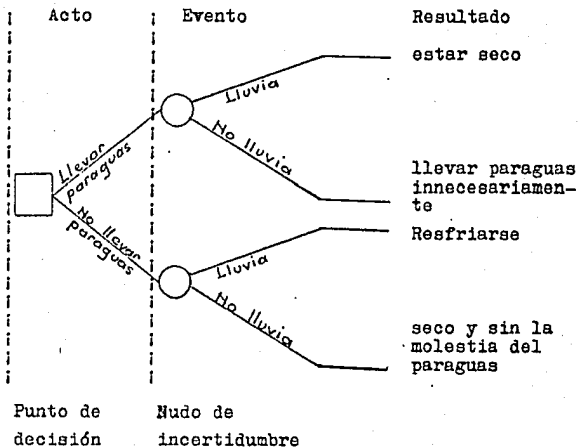 Acto Evento Resultado
estar seco
Lluvia
No lluvia
Llevar
paraguas
llevar paraguas
innecesariamen-
te
No llevar
paraguas
Resfriarse
Lluvia
No lluvia
seco y sin la
molestia del
paraguas
Punto de
decisión
Nudo de
incertidumbre